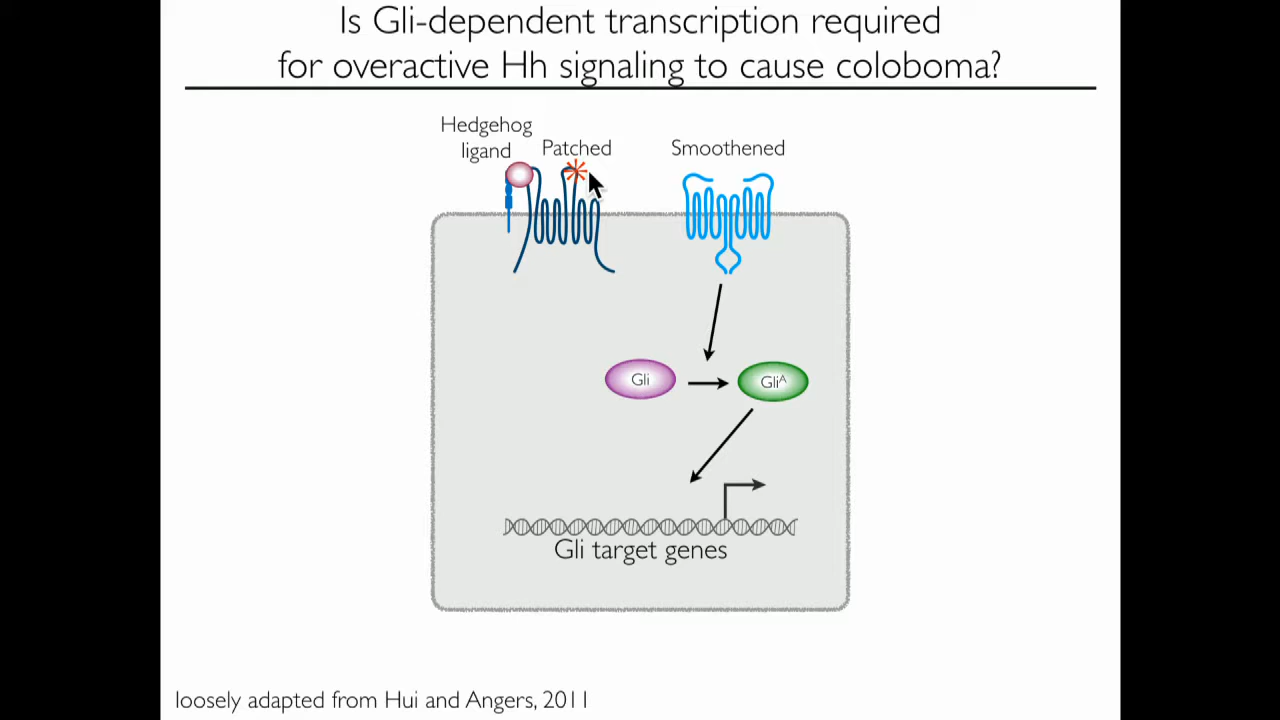 Is Gli-dependent transcription required
for overactive Hh signaling to cause coloboma?
Hedgehog
ligand
Patched
Smoothened
Gli
Gliᴬ
Gli target genes
loosely adapted from Hui and Angers, 2011